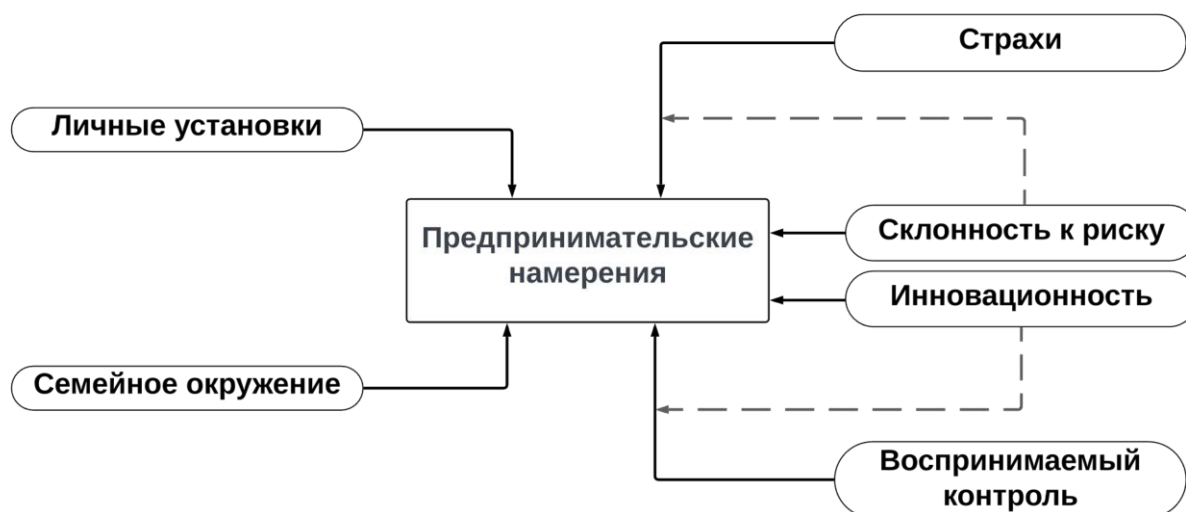 Страхи
Личные установки
Предпринимательские
намерения
Склонность к риску
Инновационность
Семейное окружение
Воспринимаемый
контроль